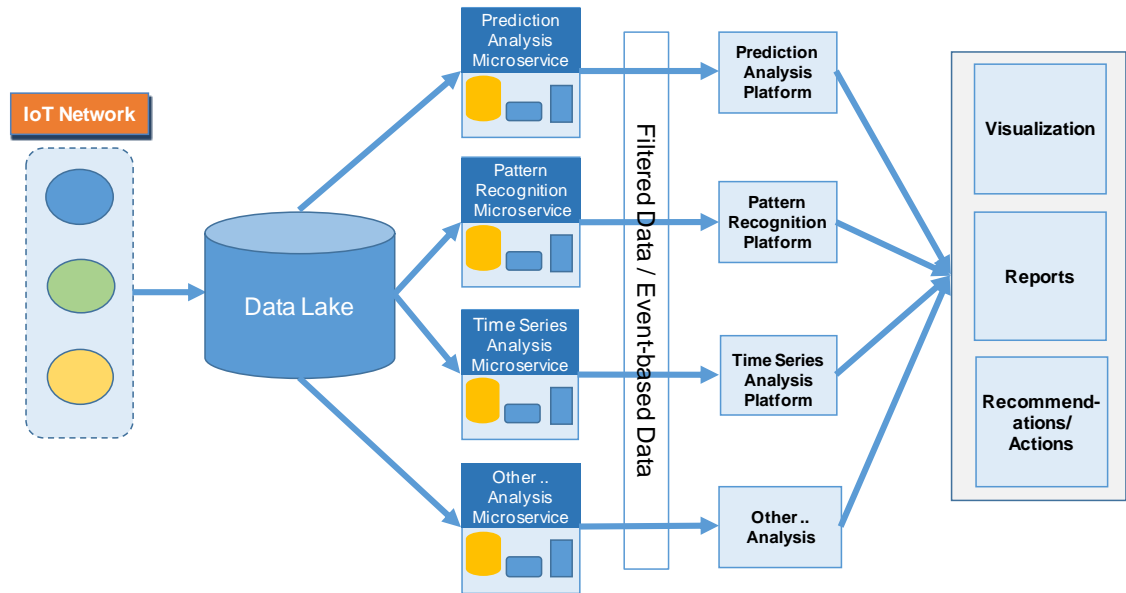 IoT Network
Data Lake
Prediction
Analysis
Microservice
Pattern
Recognition
Microservice
Time Series
Analysis
Microservice
Other ..
Analysis
Microservice
Filtered Data / Event-based Data
Prediction
Analysis
Platform
Pattern
Recognition
Platform
Time Series
Analysis
Platform
Other ..
Analysis
Visualization
Reports
Recommend-
ations/
Actions